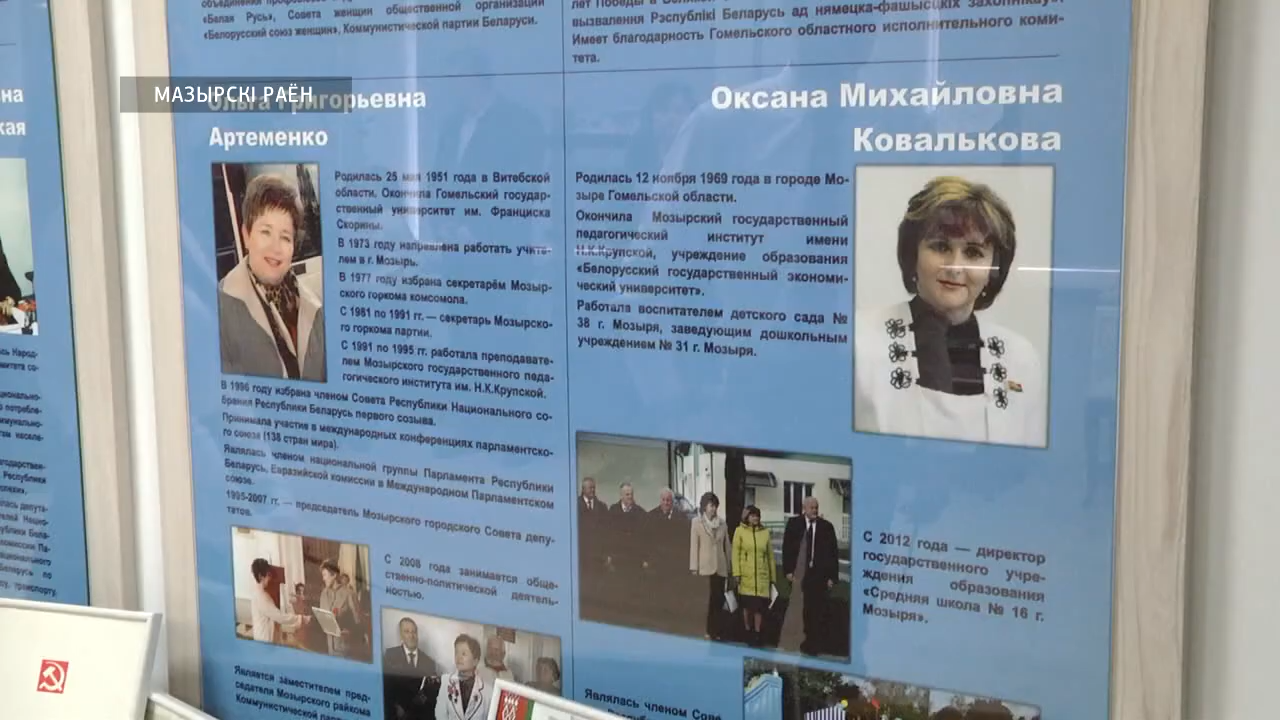 «Белая Русь», Совета женщин общественной организации
«Белорусский союз женщин», Коммунистической партии Беларуси.
вызвалення Рэспублікі Беларусь ад нямецка-фашысцкіх захопнікаў.
Имеет благодарность Гомельского областного исполнительного коми-
тета.
МАЗЫРСКІ РАЁН
Ольга Григорьевна
Артеменко
Родилась 25 мая 1951 года в Витебской
области. Окончила Гомельский государ-
ственный университет им. Франциска
Скорины.
В 1973 году направлена работать учите-
лем в г. Мозырь.
В 1977 году избрана секретарём Мозыр-
ского горкома комсомола.
С 1981 по 1991 гг. — секретарь Мозырско-
го горкома партии.
С 1991 по 1995 гг. работала преподавате-
лем Мозырского государственного педа-
гогического института им. Н.К.Крупской.
В 1996 году избрана членом Совета Республики Национального со-
брания Республики Беларусь первого созыва.
Принимала участие в международных конференциях парламентско-
го союза (138 стран мира).
Являлась членом национальной группы Парламента Республики
Беларусь, Евразийской комиссии в Международном Парламентском
союзе.
1995-2007 гг. — председатель Мозырского городского Совета депу-
татов.
С 2008 года занимается обще-
ственно-политической деятель-
ностью.
Является заместителем пред-
седателя Мозырского райкома
Коммунистической
Оксана Михайловна
Ковалькова
Родилась 12 ноября 1969 года в городе Мо-
зыре Гомельской области.
Окончила Мозырский государственный
педагогический институт имени
Н.К.Крупской, учреждение образования
«Белорусский государственный экономи-
ческий университет».
Работала воспитателем детского сада №
38 г. Мозыря, заведующим дошкольным
учреждением № 31 г. Мозыря.
С 2012 года — директор
государственного учре-
ждения образования
«Средняя школа № 16 г.
Мозыря».
Являлась членом